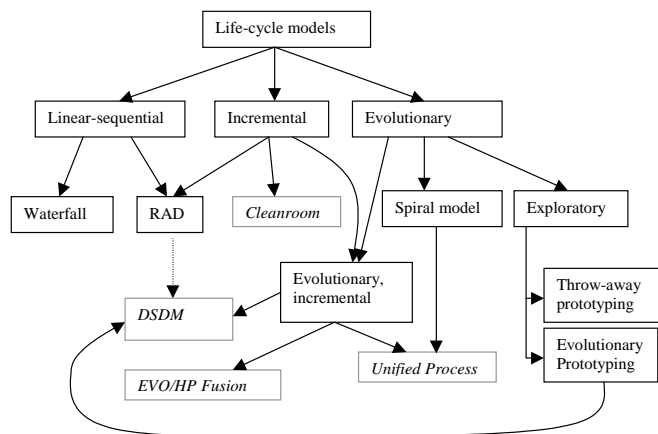 Life-cycle models
Linear-sequential
Incremental
Evolutionary
Waterfall
RAD
Cleanroom
Spiral model
Exploratory
Evolutionary,
incremental
Throw-away
prototyping
DSDM
Evolutionary
Prototyping
EVO/HP Fusion
Unified Process